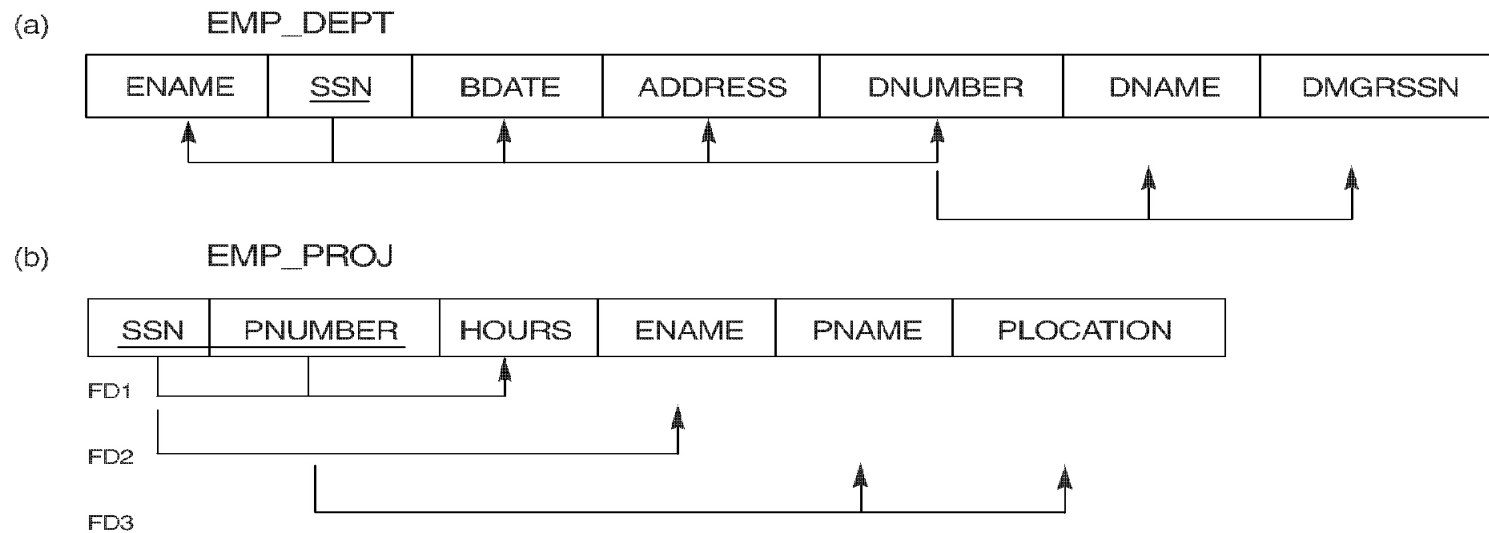 (a) EMP_DEPT
ENAME SSN BDATE ADDRESS DNUMBER DNAME DMGRSSN
(b) EMP_PROJ
SSN PNUMBER HOURS ENAME PNAME PLOCATION
FD1
FD2
FD3